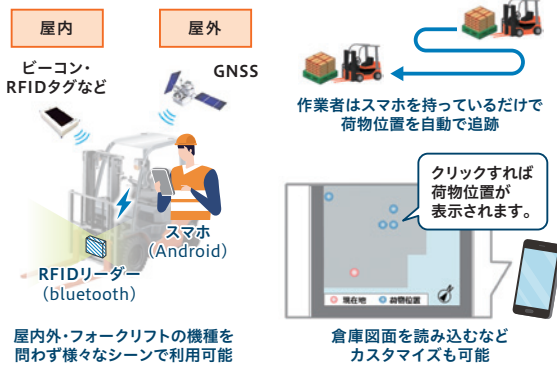 屋内
屋外
ビーコン・
RFIDタグなど
GNSS
スマホ
（Android）
RFIDリーダー
（bluetooth）
屋内外・フォークリフトの機種を
問わず様々なシーンで利用可能
作業者はスマホを持っているだけで
荷物位置を自動で追跡
クリックすれば
荷物位置が
表示されます。
現在地 荷物位置
倉庫図面を読み込むなど
カスタマイズも可能